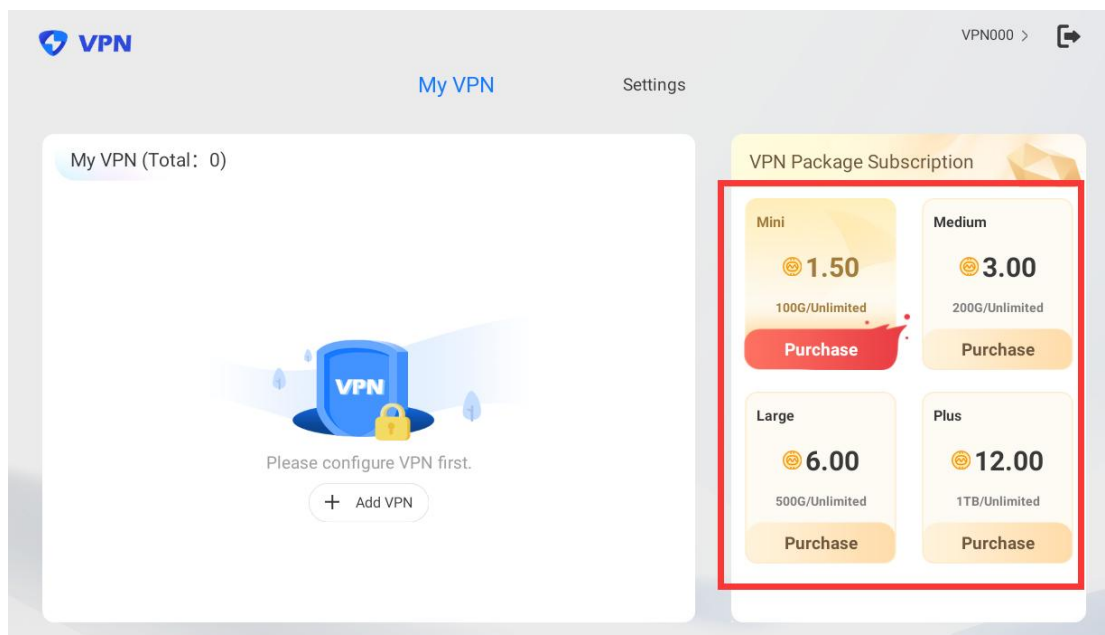 VPN
VPN000 >
My VPN
Settings
My VPN (Total：0)
VPN
Please configure VPN first.
+ Add VPN
VPN Package Subscription
Mini
1.50
100G/Unlimited
Purchase
Medium
3.00
200G/Unlimited
Purchase
Large
6.00
500G/Unlimited
Purchase
Plus
12.00
1TB/Unlimited
Purchase